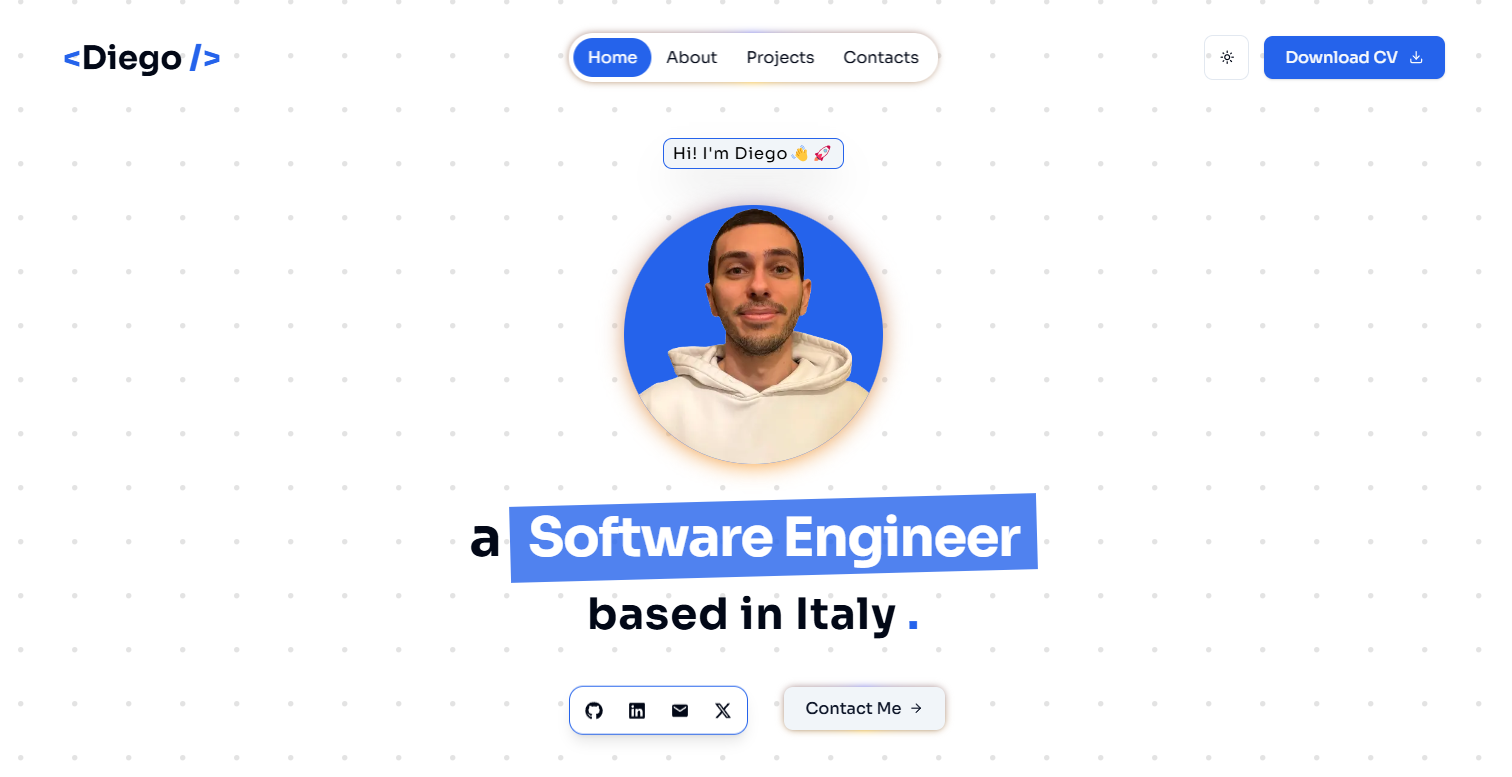 <Diego />
Home About Projects Contacts
Download CV
Hi! I'm Diego 👋 🚀
a Software Engineer
based in Italy .
Contact Me →